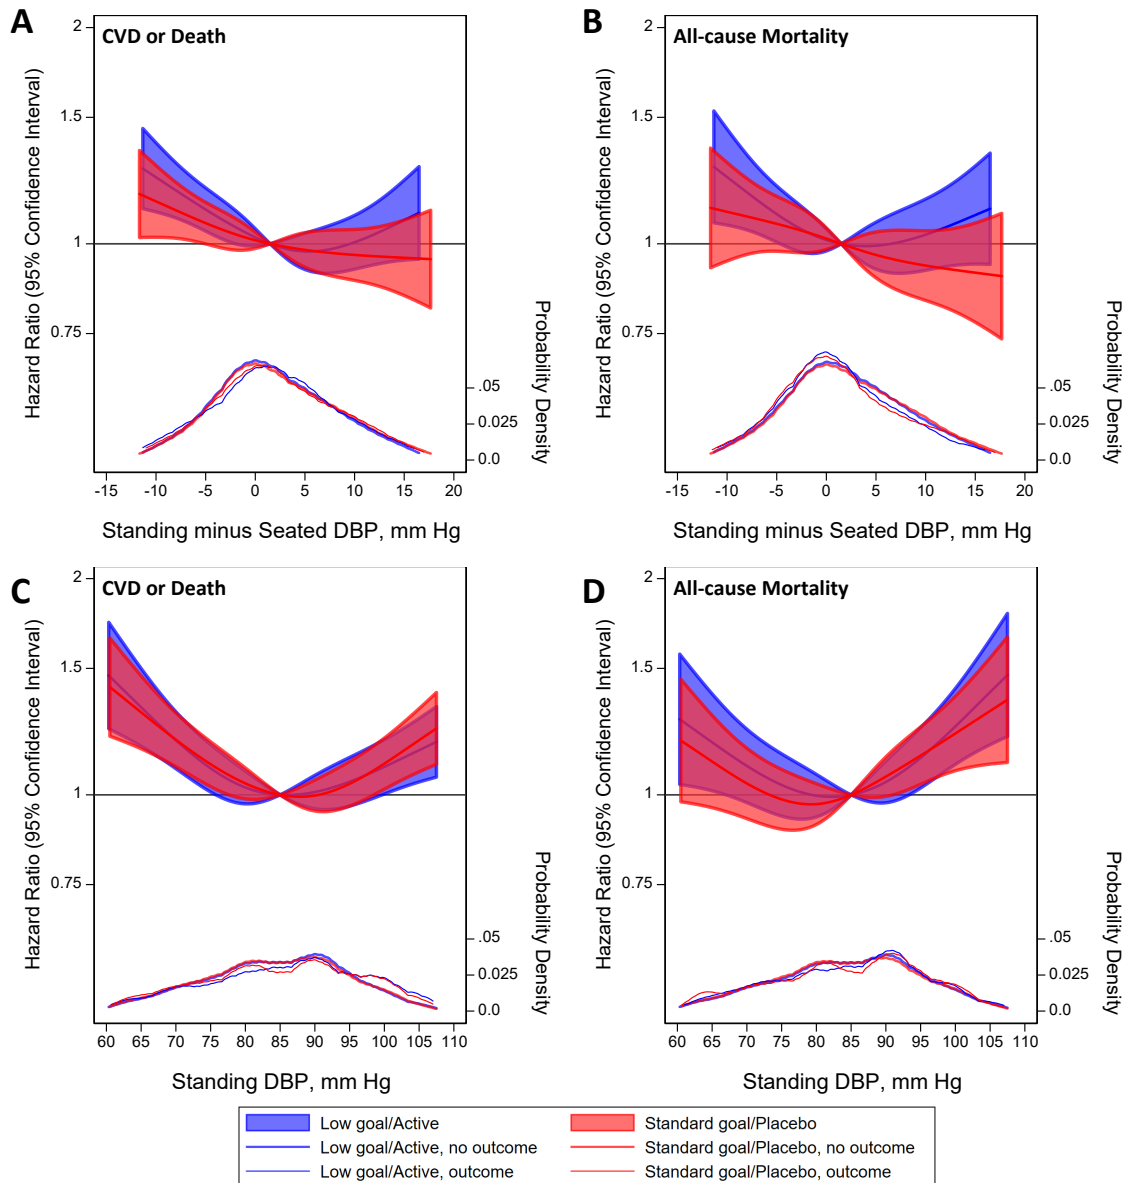 A
CVD or Death
2
1.5
1
0.75
Hazard Ratio (95% Confidence Interval)
.05
0.025
0.0
Probability Density
-15 -10 -5 0 5 10 15 20
Standing minus Seated DBP, mm Hg
B
All-cause Mortality
2
1.5
1
0.75
Hazard Ratio (95% Confidence Interval)
.05
0.025
0.0
Probability Density
-15 -10 -5 0 5 10 15 20
Standing minus Seated DBP, mm Hg
C
CVD or Death
2
1.5
1
0.75
Hazard Ratio (95% Confidence Interval)
.05
0.025
0.0
Probability Density
60 65 70 75 80 85 90 95 100 105 110
Standing DBP, mm Hg
D
All-cause Mortality
2
1.5
1
0.75
Hazard Ratio (95% Confidence Interval)
.05
0.025
0.0
Probability Density
60 65 70 75 80 85 90 95 100 105 110
Standing DBP, mm Hg
Low goal/Active
Standard goal/Placebo
Low goal/Active, no outcome
Standard goal/Placebo, no outcome
Low goal/Active, outcome
Standard goal/Placebo, outcome